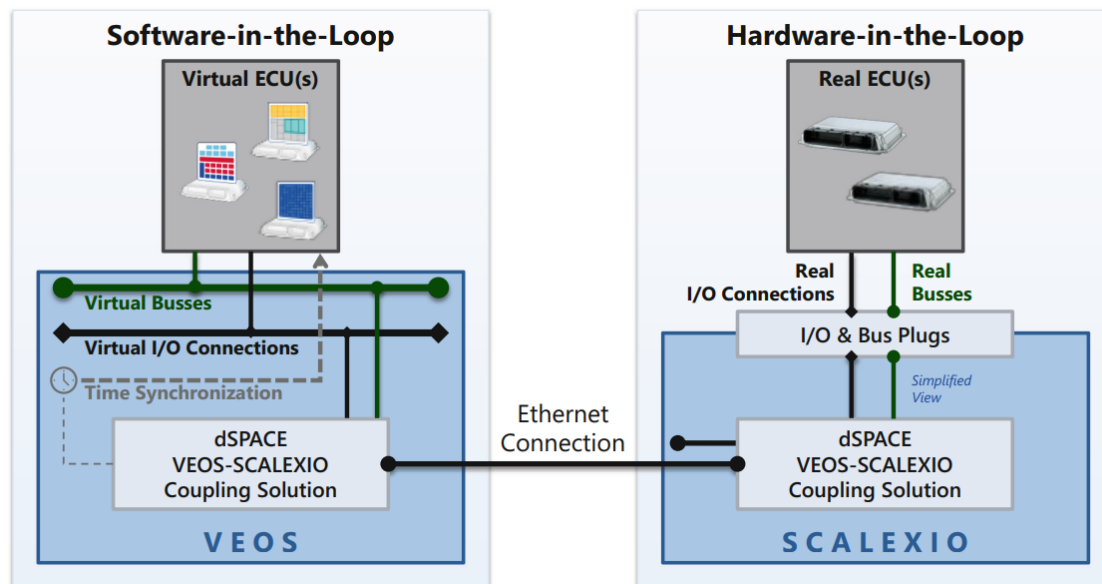 Software-in-the-Loop
Virtual ECU(s)
Virtual Busses
Virtual I/O Connections
Time Synchronization
dSPACE
VEOS-SCALEXIO
Coupling Solution
VEOS
Ethernet
Connection
Hardware-in-the-Loop
Real ECU(s)
Real
I/O Connections
Real
Busses
I/O & Bus Plugs
Simplified
View
dSPACE
VEOS-SCALEXIO
Coupling Solution
SCALEXIO